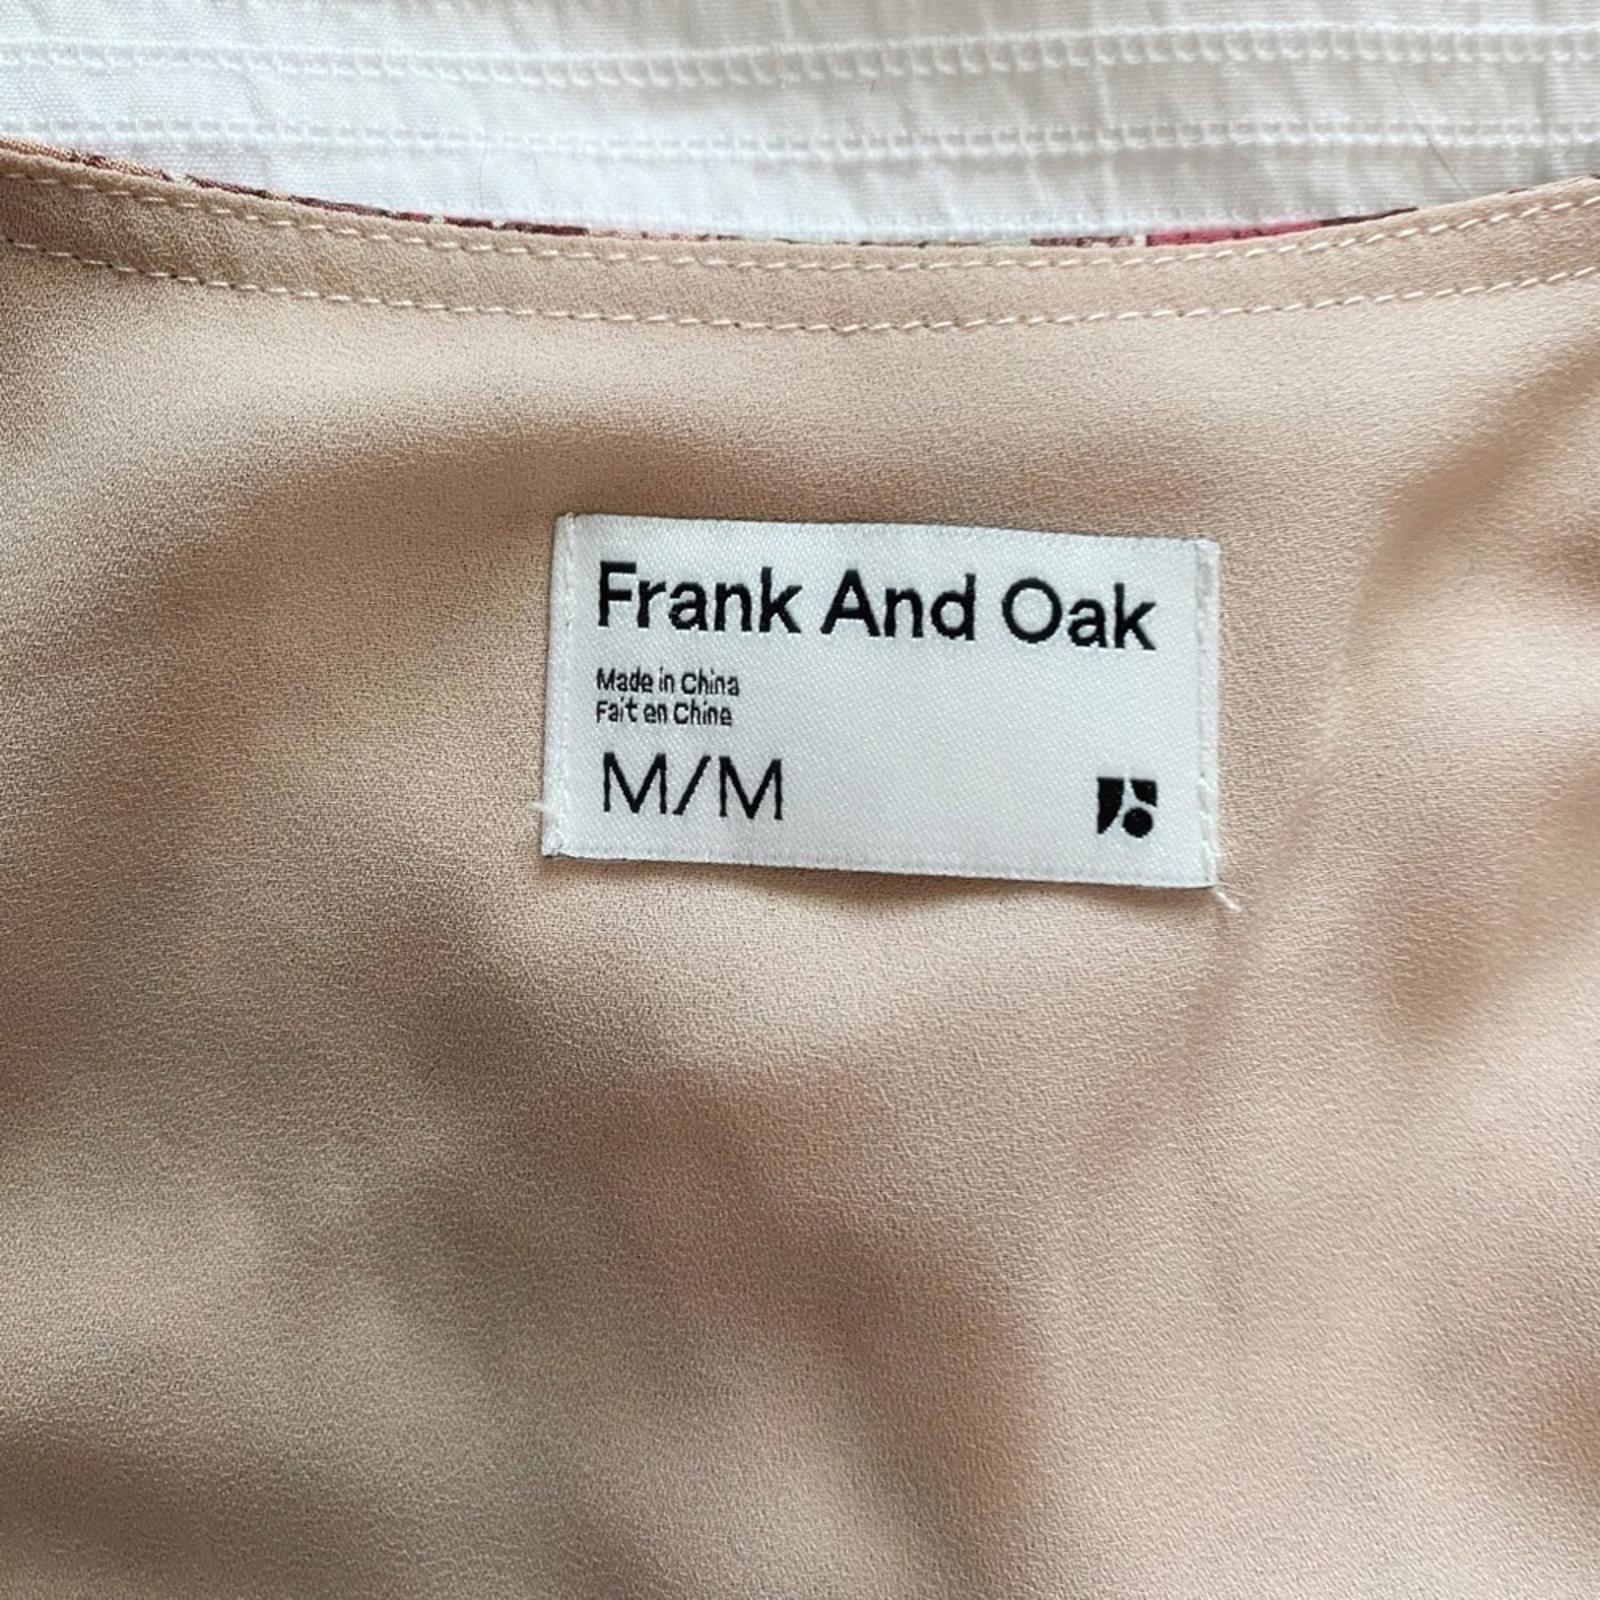 Frank And Oak
Made in China
Fait en Chine
M/M